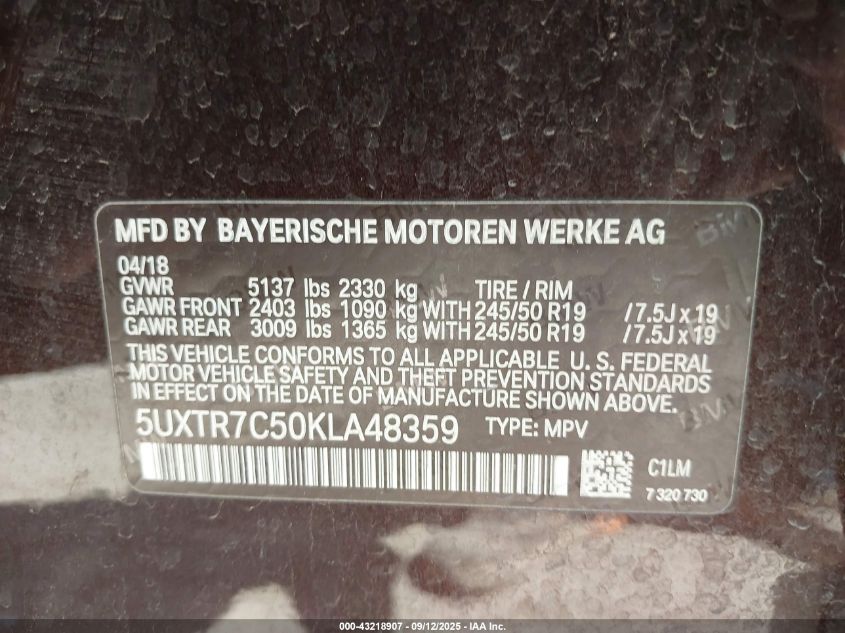 MFD BY BAYERISCHE MOTOREN WERKE AG
04/18
GVWR 5137 lbs 2330 kg TIRE / RIM
GAWR FRONT 2403 lbs 1090 kg WITH 245/50 R19 /7.5J x 19
GAWR REAR 3009 lbs 1365 kg WITH 245/50 R19 /7.5J x 19
THIS VEHICLE CONFORMS TO ALL APPLICABLE U. S. FEDERAL
MOTOR VEHICLE SAFETY AND THEFT PREVENTION STANDARDS
IN EFFECT ON THE DATE OF MANUFACTURE SHOWN ABOVE.
5UXTR7C50KLA48359 TYPE: MPV
C1LM
7 320 730
000-43218907 - 09/12/2025 - IAA Inc.